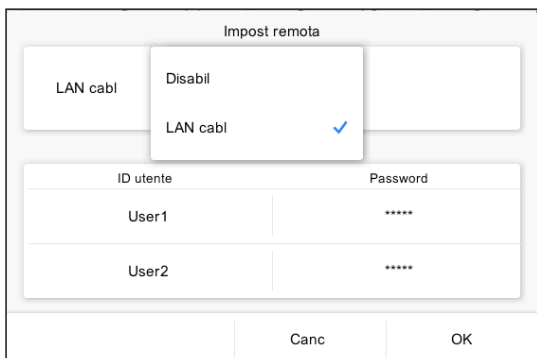 Impost remota
LAN cabl
Disabil
LAN cabl
ID utente Password
User1 *****
User2 *****
Canc OK